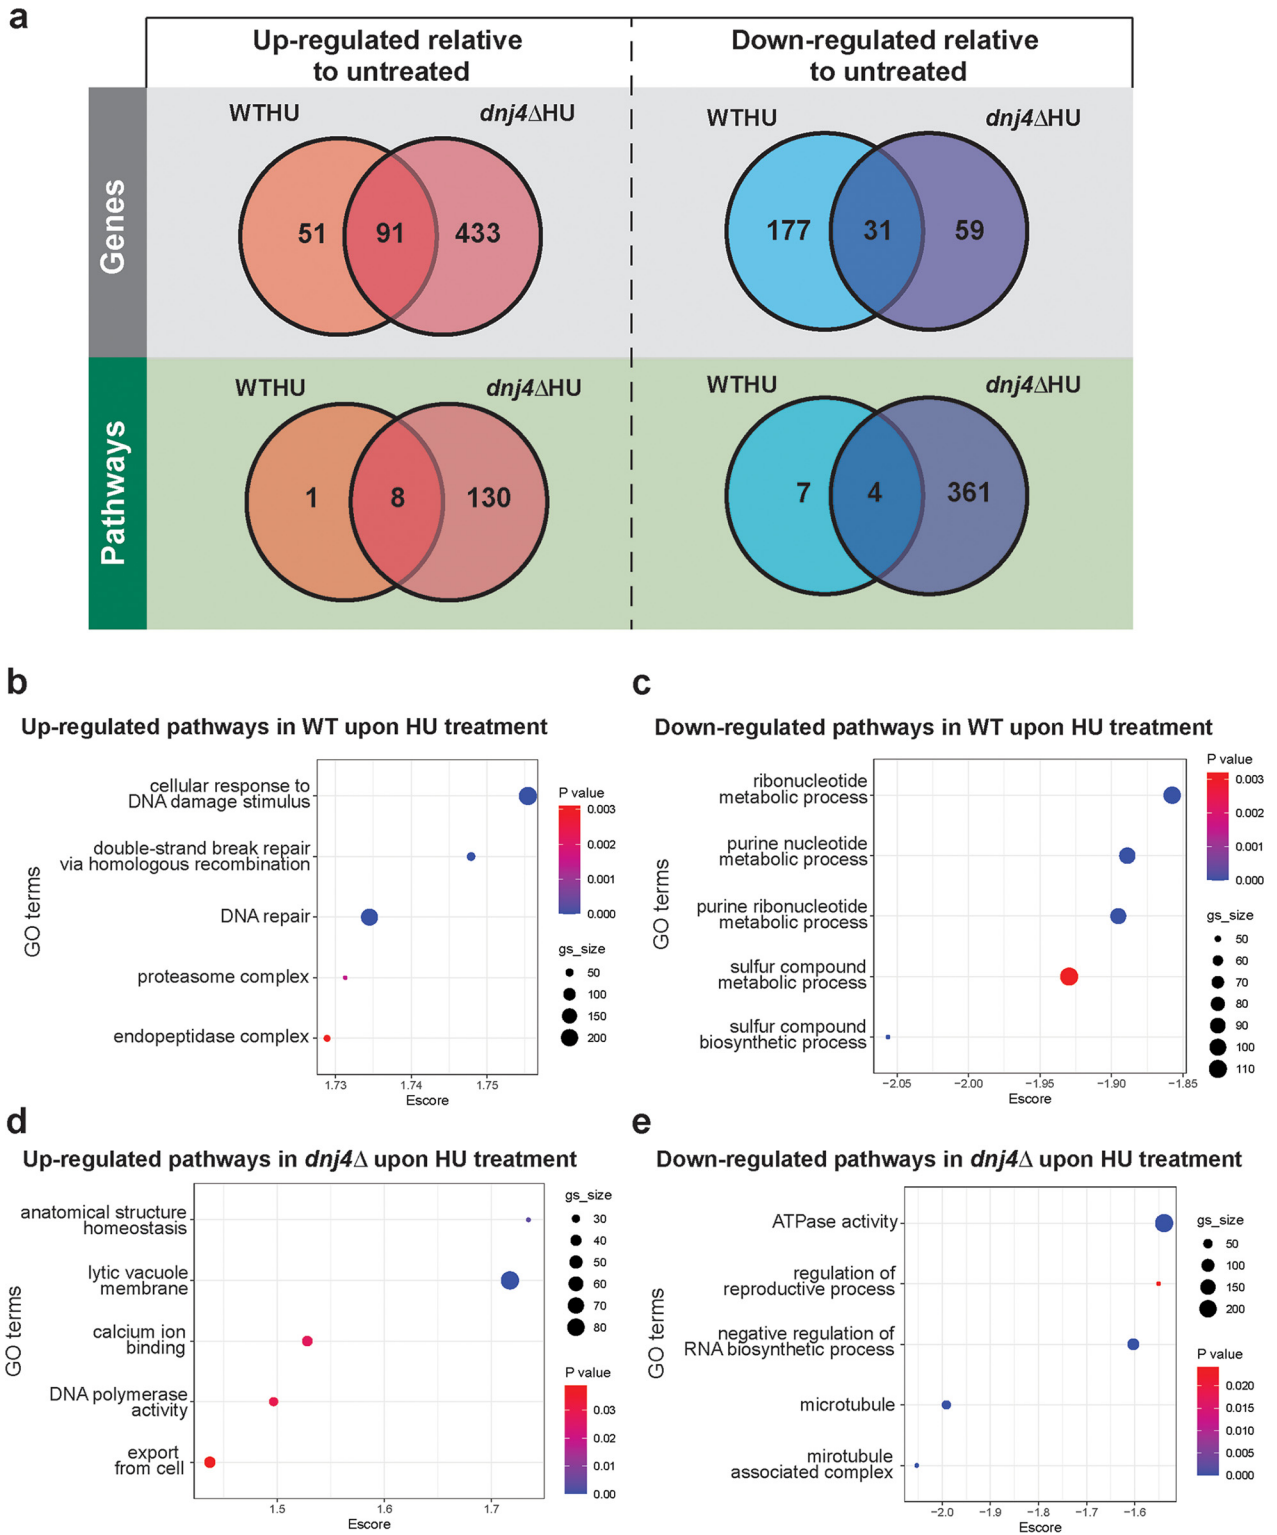 a
Up-regulated relative
to untreated
Down-regulated relative
to untreated
Genes
WTHU
dnj4ΔHU
51
91
433
WTHU
dnj4ΔHU
177
31
59
Pathways
WTHU
dnj4ΔHU
1
8
130
WTHU
dnj4ΔHU
7
4
361
b
Up-regulated pathways in WT upon HU treatment
GO terms
cellular response to
DNA damage stimulus
double-strand break repair
via homologous recombination
DNA repair
proteasome complex
endopeptidase complex
1.73
1.74
1.75
Escore
P value
0.003
0.002
0.001
0.000
gs_size
50
100
150
200
c
Down-regulated pathways in WT upon HU treatment
GO terms
ribonucleotide
metabolic process
purine nucleotide
metabolic process
purine ribonucleotide
metabolic process
sulfur compound
metabolic process
sulfur compound
biosynthetic process
−2.05
−2.00
−1.95
−1.90
−1.85
Escore
P value
0.003
0.002
0.001
0.000
gs_size
50
60
70
80
90
100
110
d
Up-regulated pathways in dnj4Δ upon HU treatment
GO terms
anatomical structure
homeostasis
lytic vacuole
membrane
calcium ion
binding
DNA polymerase
activity
export
from cell
1.5
1.6
1.7
Escore
gs_size
30
40
50
60
70
80
P value
0.03
0.02
0.01
0.00
e
Down-regulated pathways in dnj4Δ upon HU treatment
GO terms
ATPase activity
regulation of
reproductive process
negative regulation of
RNA biosynthetic process
microtubule
mirotubule
associated complex
−2.0
−1.9
−1.8
−1.7
−1.6
Escore
gs_size
50
100
150
200
P value
0.020
0.015
0.010
0.005
0.000